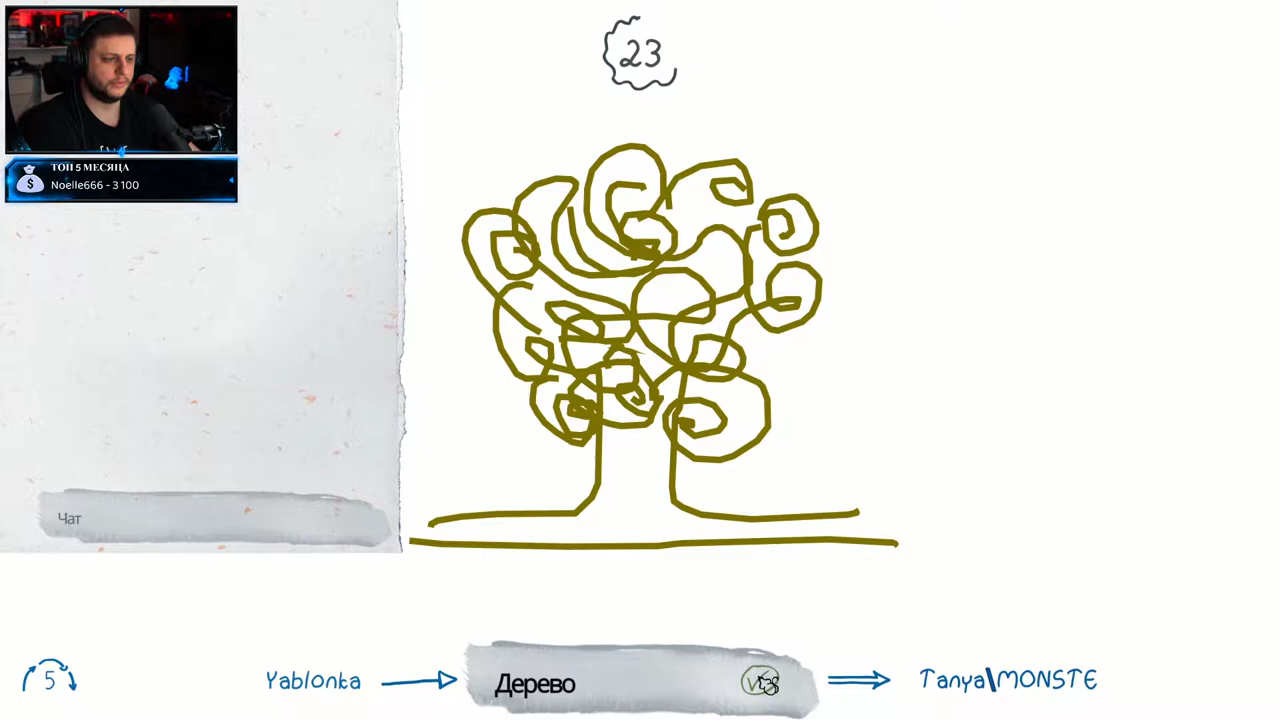 23
ТОП 5 МЕСЯЦА
Noelle666 - 3 100
Чат
5
Yablonka
Дерево
Tanya\MONSTE